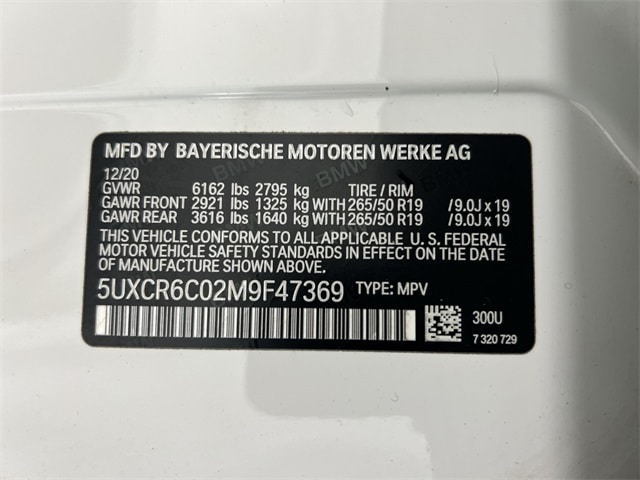 MFD BY BAYERISCHE MOTOREN WERKE AG
12/20
GVWR 6162 lbs 2795 kg TIRE / RIM
GAWR FRONT 2921 lbs 1325 kg WITH 265/50 R19 /9.0J x 19
GAWR REAR 3616 lbs 1640 kg WITH 265/50 R19 /9.0J x 19
THIS VEHICLE CONFORMS TO ALL APPLICABLE U. S. FEDERAL
MOTOR VEHICLE SAFETY STANDARDS IN EFFECT ON THE
DATE OF MANUFACTURE SHOWN ABOVE.
5UXCR6C02M9F47369 TYPE: MPV
300U
7 320 729